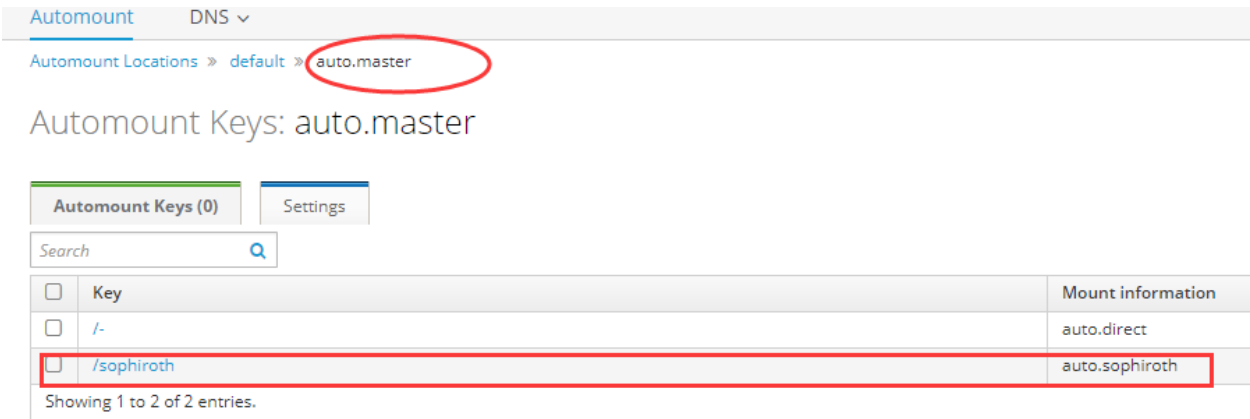 Automount DNS
Automount Locations » default » auto.master
Automount Keys: auto.master
Automount Keys (0) Settings
Search
Key Mount information
/- auto.direct
/sophiroth auto.sophiroth
Showing 1 to 2 of 2 entries.